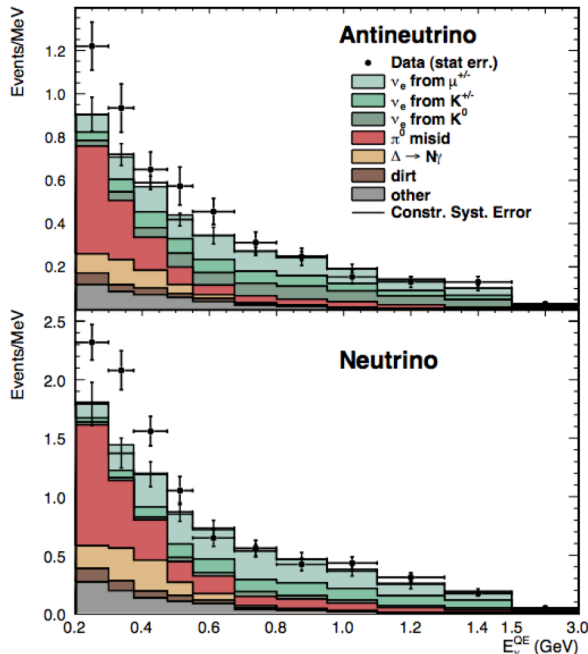 Events/MeV
Antineutrino
1.2
1.0
0.8
0.6
0.4
0.2
Data (stat err.)
νe from μ+/-
νe from K+/-
νe from K0
π0 misid
Δ → Nγ
dirt
other
Constr. Syst. Error
Events/MeV
Neutrino
2.5
2.0
1.5
1.0
0.5
0.0
0.2 0.4 0.6 0.8 1.0 1.2 1.4 1.5 3.0
EνQE (GeV)